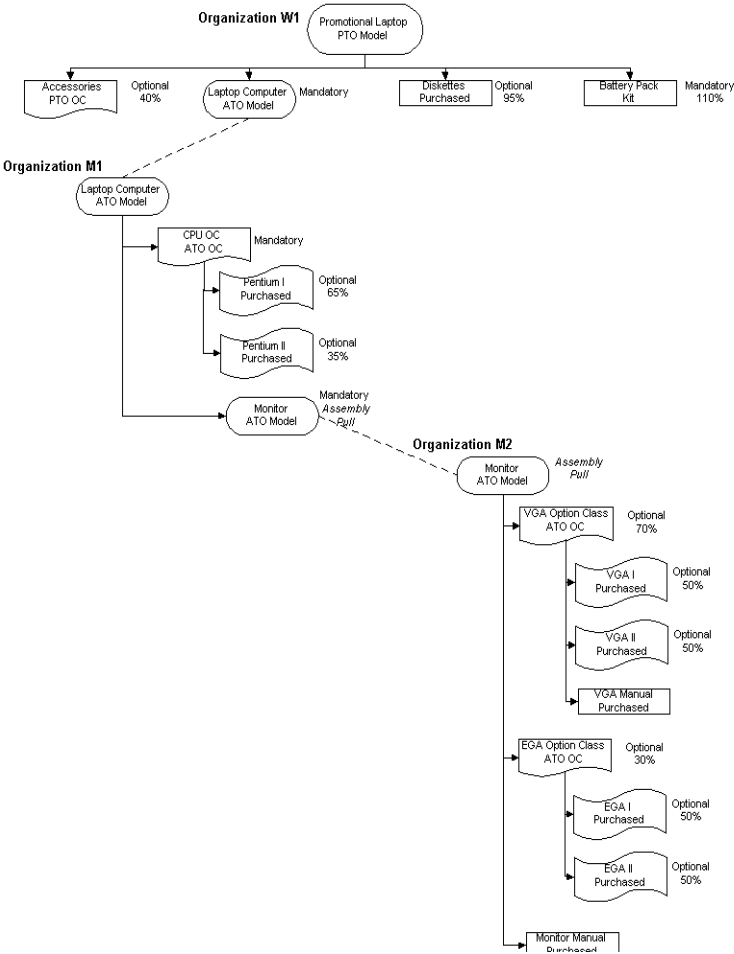 Organization W1
Promotional Laptop
PTO Model
Accessories
PTO OC
Optional
40%
Laptop Computer
ATO Model
Mandatory
Diskettes
Purchased
Optional
95%
Battery Pack
Kit
Mandatory
110%
Organization M1
Laptop Computer
ATO Model
CPU OC
ATO OC
Mandatory
Pentium I
Purchased
Optional
65%
Pentium II
Purchased
Optional
35%
Monitor
ATO Model
Mandatory
Assembly
Pull
Organization M2
Monitor
ATO Model
Assembly
Pull
VGA Option Class
ATO OC
Optional
70%
VGA I
Purchased
Optional
50%
VGA II
Purchased
Optional
50%
VGA Manual
Purchased
EGA Option Class
ATO OC
Optional
30%
EGA I
Purchased
Optional
50%
EGA II
Purchased
Optional
50%
Monitor Manual
Purchased